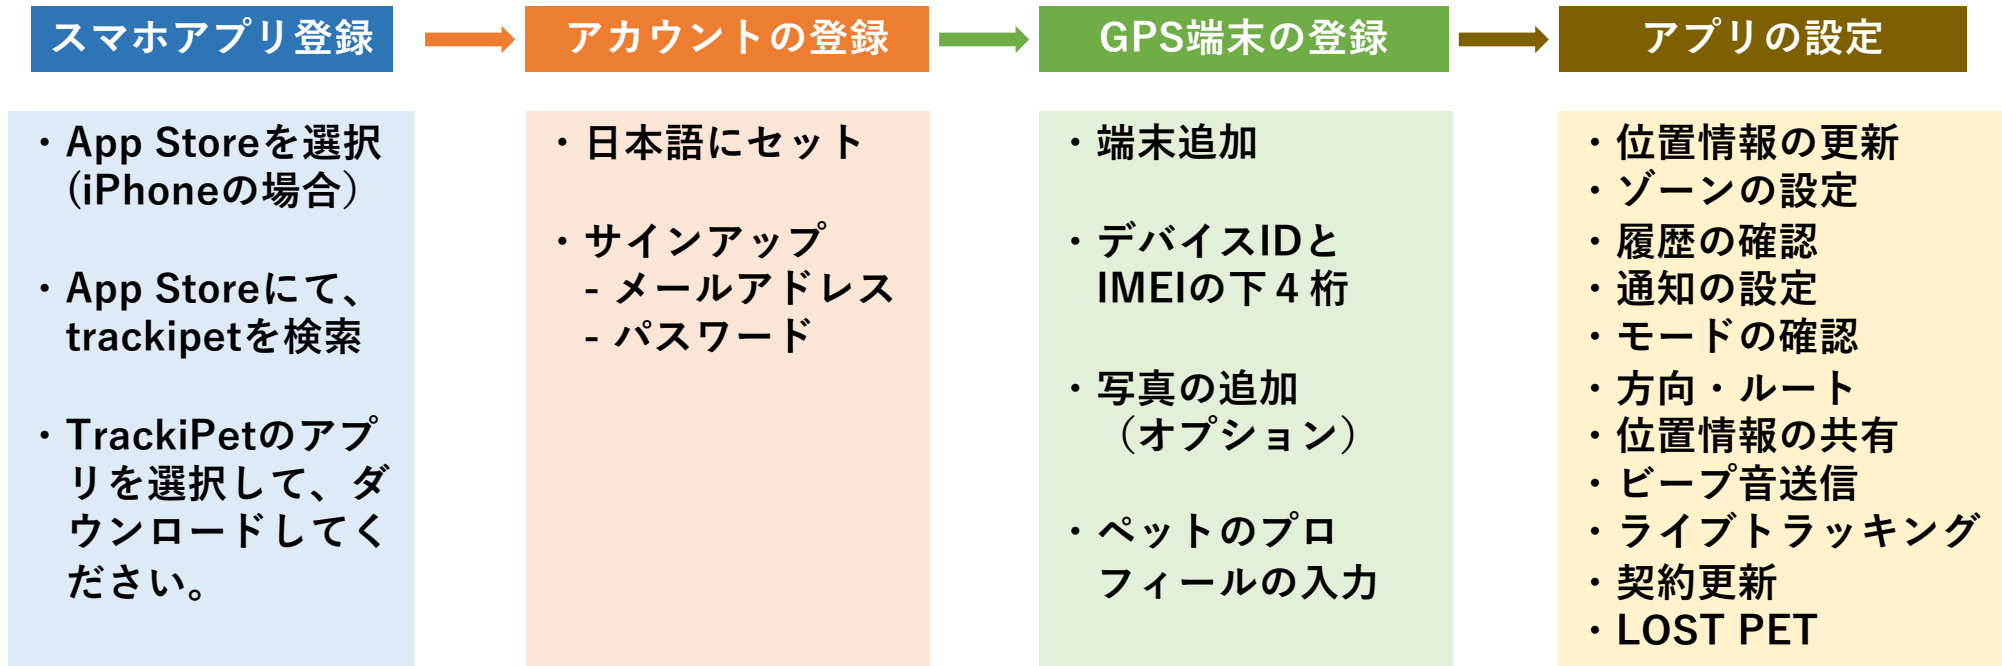 スマホアプリ登録
アカウントの登録
GPS端末の登録
アプリの設定
・App Storeを選択
(iPhoneの場合）
・App Storeにて、
trackipetを検索
・TrackiPetのアプ
リを選択して、ダ
ウンロードしてく
ださい。
・日本語にセット
・サインアップ
- メールアドレス
- パスワード
・端末追加
・デバイスIDと
IMEIの下４桁
・写真の追加
（オプション）
・ペットのプロ
フィールの入力
・位置情報の更新
・ゾーンの設定
・履歴の確認
・通知の設定
・モードの確認
・方向・ルート
・位置情報の共有
・ビープ音送信
・ライブトラッキング
・契約更新
・LOST PET